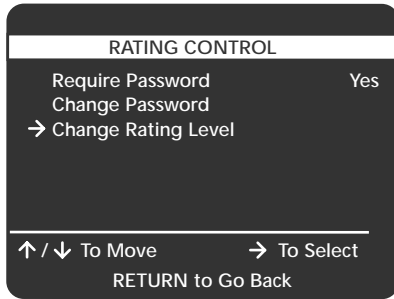 RATING CONTROL
Require Password Yes
Change Password
→ Change Rating Level
↑ / ↓ To Move → To Select
RETURN to Go Back